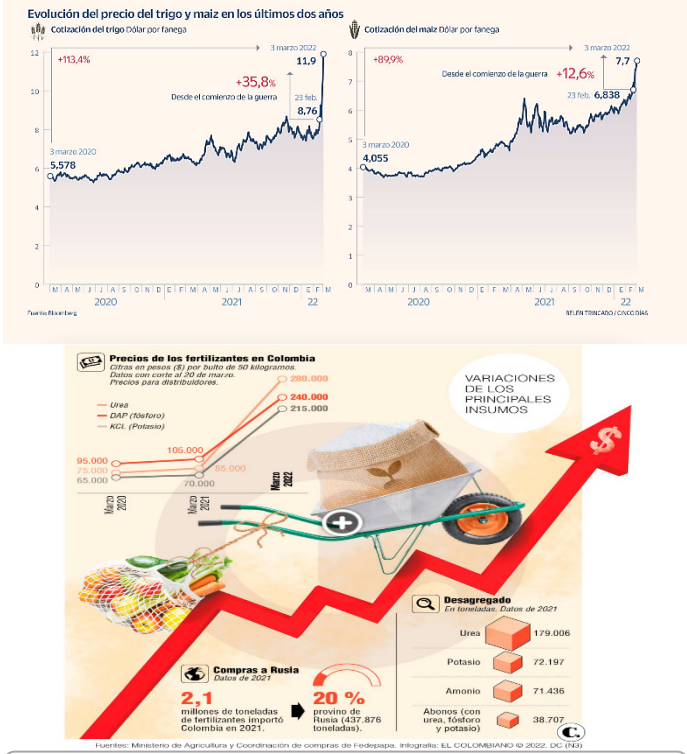 Evolución del precio del trigo y maiz en los últimos dos años
Cotización del trigo Dólar por fanega
12
3 marzo 2022
+113,4%
11,9
10
+35,8%
Desde el comienzo de la guerra
23 feb.
8,76
8
3 marzo 2020
5,578
6
4
2
0
M A M J J A S O N D E F M A M J J A S O N D E F M
2020 2021 22
Fuente: Bloomberg
Cotización del maiz Dólar por fanega
8
3 marzo 2022
+89,9%
7,7
Desde el comienzo de la guerra +12,6%
7
23 feb. 6,838
6
5
3 marzo 2020
4,055
4
3
2
1
0
M A M J J A S O N D E F M A M J J A S O N D E F M
2020 2021 22
BELÉN TRINCADO / CINCO DÍAS
Precios de los fertilizantes en Colombia
Cifras en pesos ($) por bulto de 50 kilogramos.
Datos con corte al 20 de marzo.
Precios para distribuidores.
Urea
DAP (fósforo)
KCL (Potasio)
280.000
240.000
215.000
95.000
75.000
65.000
105.000
85.000
70.000
Marzo 2020
Marzo 2021
Marzo 2022
VARIACIONES
DE LOS
PRINCIPALES
INSUMOS
$
Desagregado
En toneladas. Datos de 2021
Urea 179.006
Potasio 72.197
Amonio 71.436
Abonos (con
urea, fósforo
y potasio)
38.707
Compras a Rusia
Datos de 2021
2,1
millones de toneladas
de fertilizantes importó
Colombia en 2021.
20 %
provino de
Rusia (437.876
toneladas).
C.
Fuentes: Ministerio de Agricultura y Coordinación de compras de Fedepapa. Infografía: EL COLOMBIANO © 2022. DC (N3)